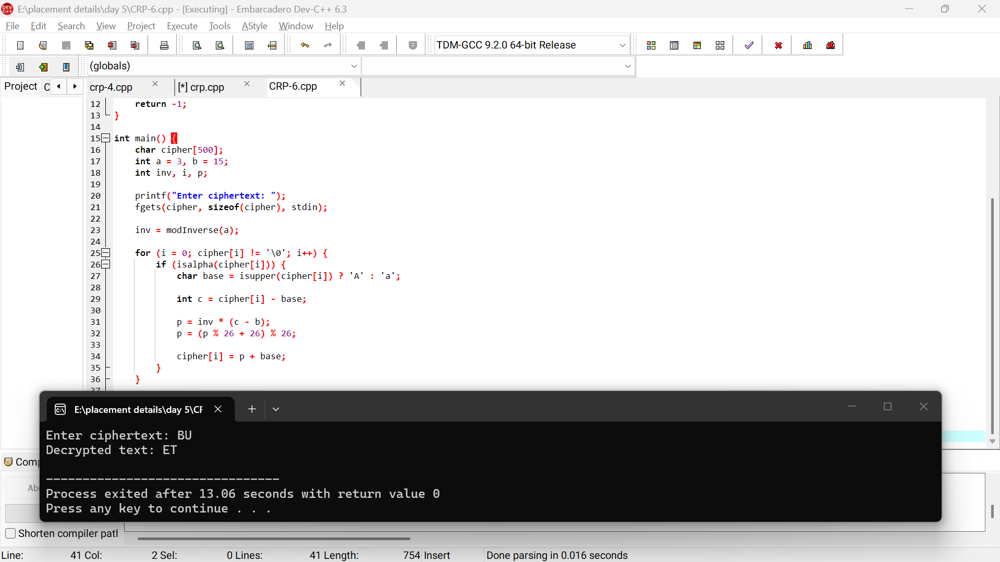 E:\placement details\day 5\CRP-6.cpp - [Executing] - Embarcadero Dev-C++ 6.3
File Edit Search View Project Execute Tools AStyle Window Help
TDM-GCC 9.2.0 64-bit Release
(globals)
Project C crp-4.cpp [*] crp.cpp CRP-6.cpp
12 return -1;
13 }
14
15 int main() {
16 char cipher[500];
17 int a = 3, b = 15;
18 int inv, i, p;
19
20 printf("Enter ciphertext: ");
21 fgets(cipher, sizeof(cipher), stdin);
22
23 inv = modInverse(a);
24
25 for (i = 0; cipher[i] != '\0'; i++) {
26 if (isalpha(cipher[i])) {
27 char base = isupper(cipher[i]) ? 'A' : 'a';
28
29 int c = cipher[i] - base;
30
31 p = inv * (c - b);
32 p = (p % 26 + 26) % 26;
33
34 cipher[i] = p + base;
35 }
36 }
37
E:\placement details\day 5\CF
Enter ciphertext: BU
Decrypted text: ET
--------------------------------
Process exited after 13.06 seconds with return value 0
Press any key to continue . . .
Comp
Abo
Shorten compiler path
Line: 41 Col: 2 Sel: 0 Lines: 41 Length: 754 Insert Done parsing in 0.016 seconds